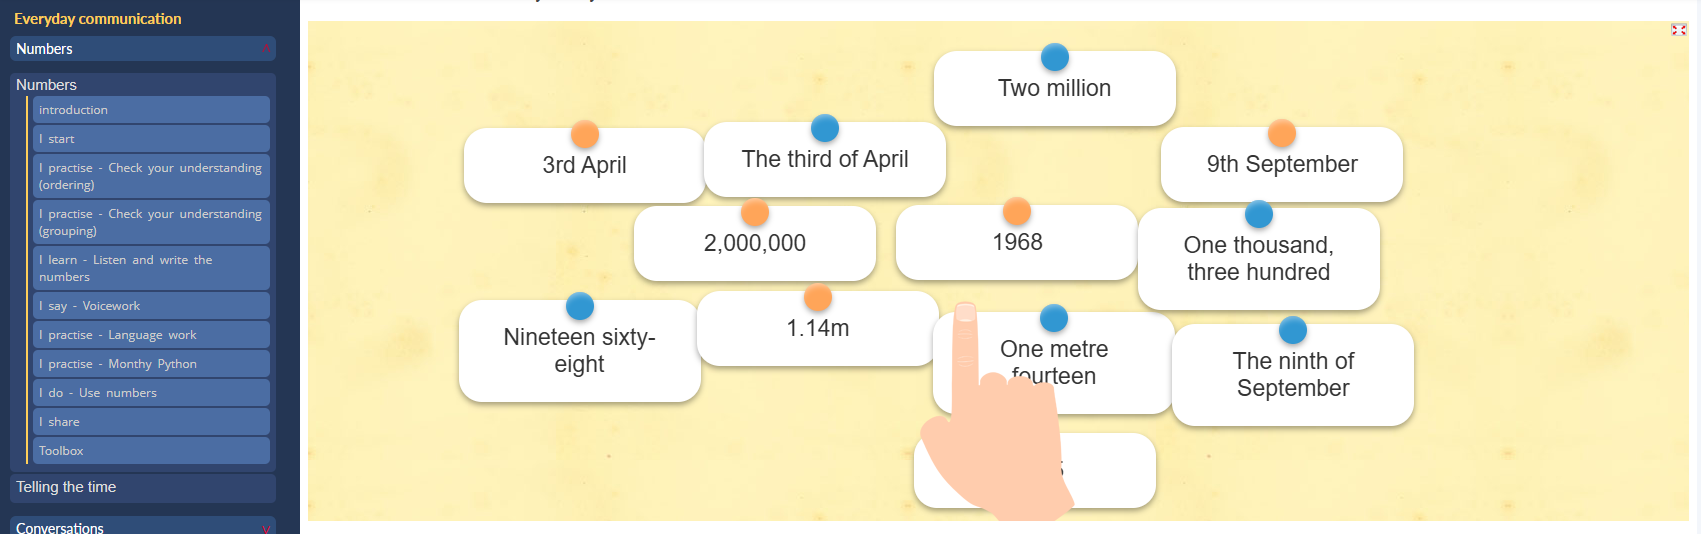 Everyday communication
Numbers
Numbers
introduction
I start
I practise - Check your understanding
(ordering)
I practise - Check your understanding
(grouping)
I learn - Listen and write the
numbers
I say - Voicework
I practise - Language work
I practise - Monthy Python
I do - Use numbers
I share
Toolbox
Telling the time
Conversations
Two million
3rd April
The third of April
9th September
2,000,000
1968
One thousand,
three hundred
Nineteen sixty-
eight
1.14m
One metre
fourteen
The ninth of
September